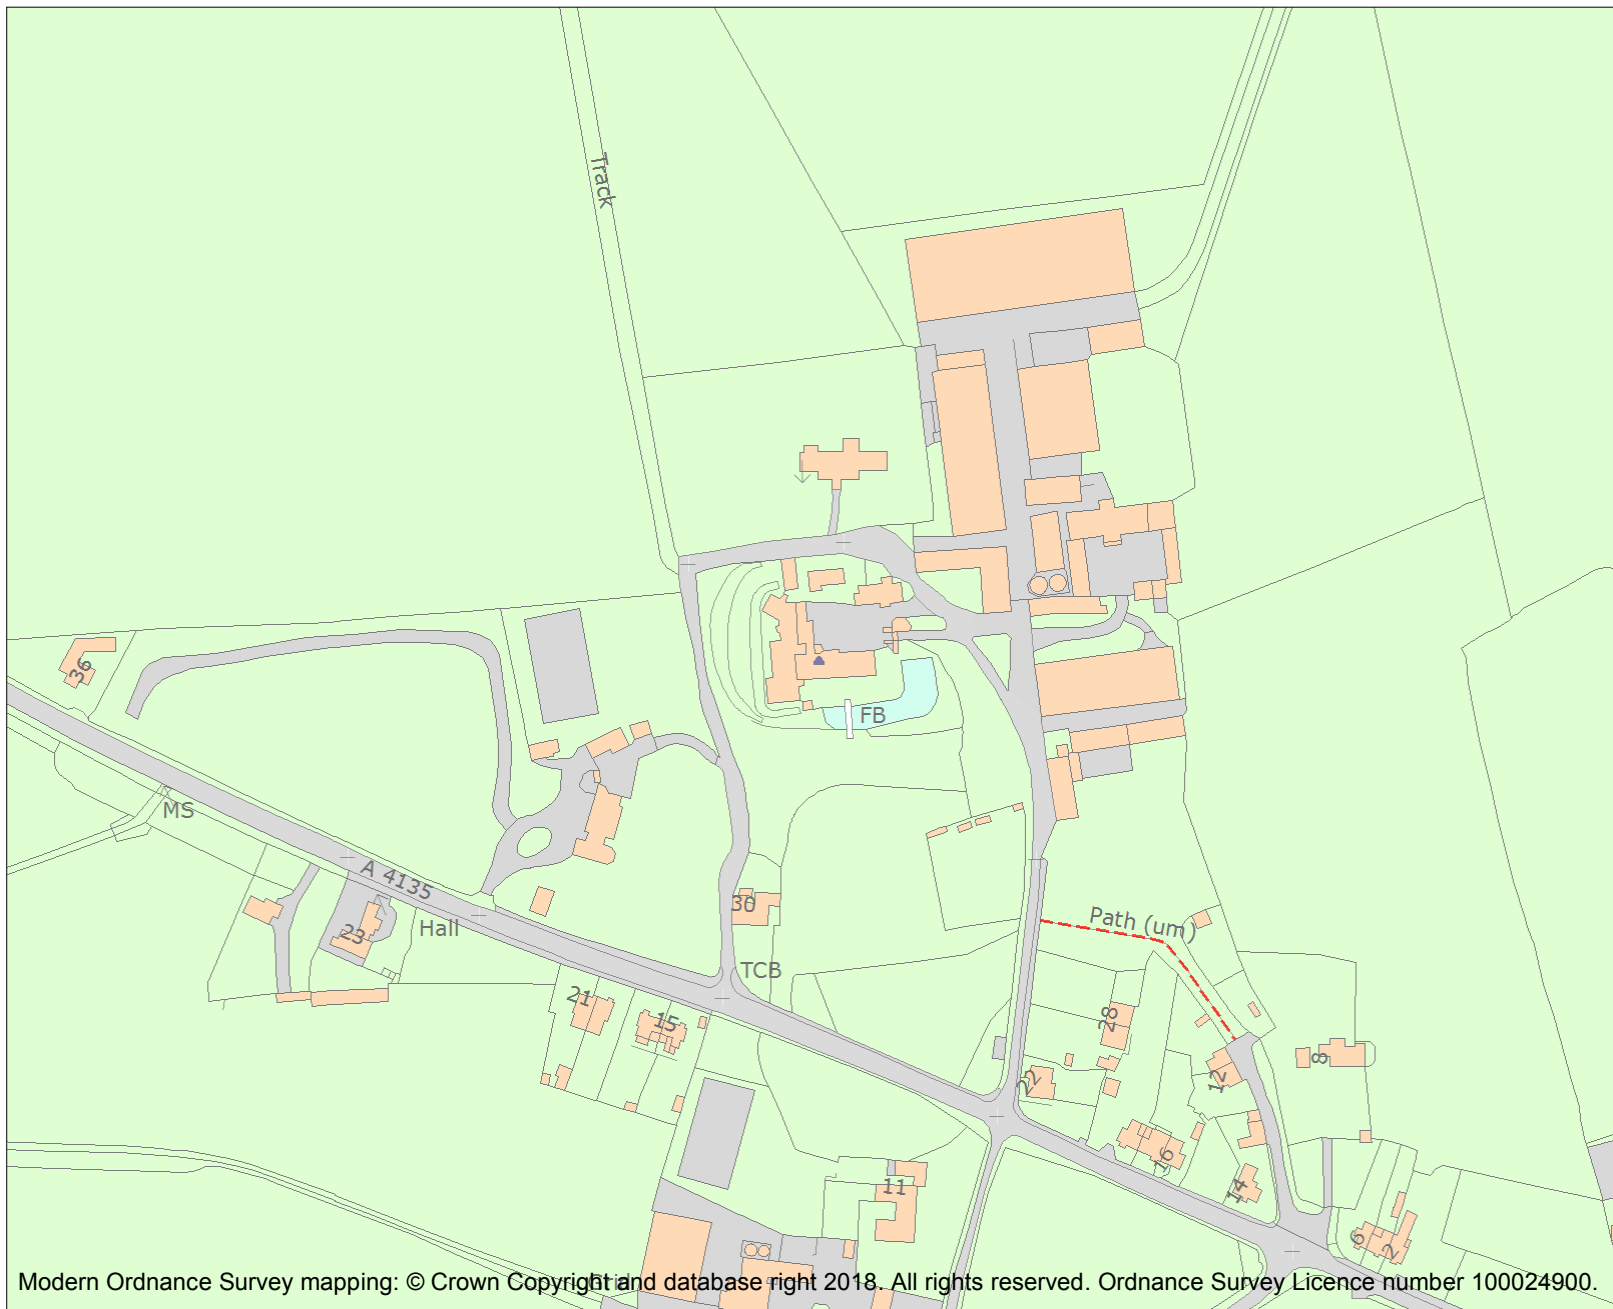 Track
36
FB
MS
A 4135
Hall
23
30
TCB
Path (um)
21
15
28
22
12
8
16
14
11
6
2
Grid
Modern Ordnance Survey mapping: © Crown Copyright and database right 2018. All rights reserved. Ordnance Survey Licence number 100024900.